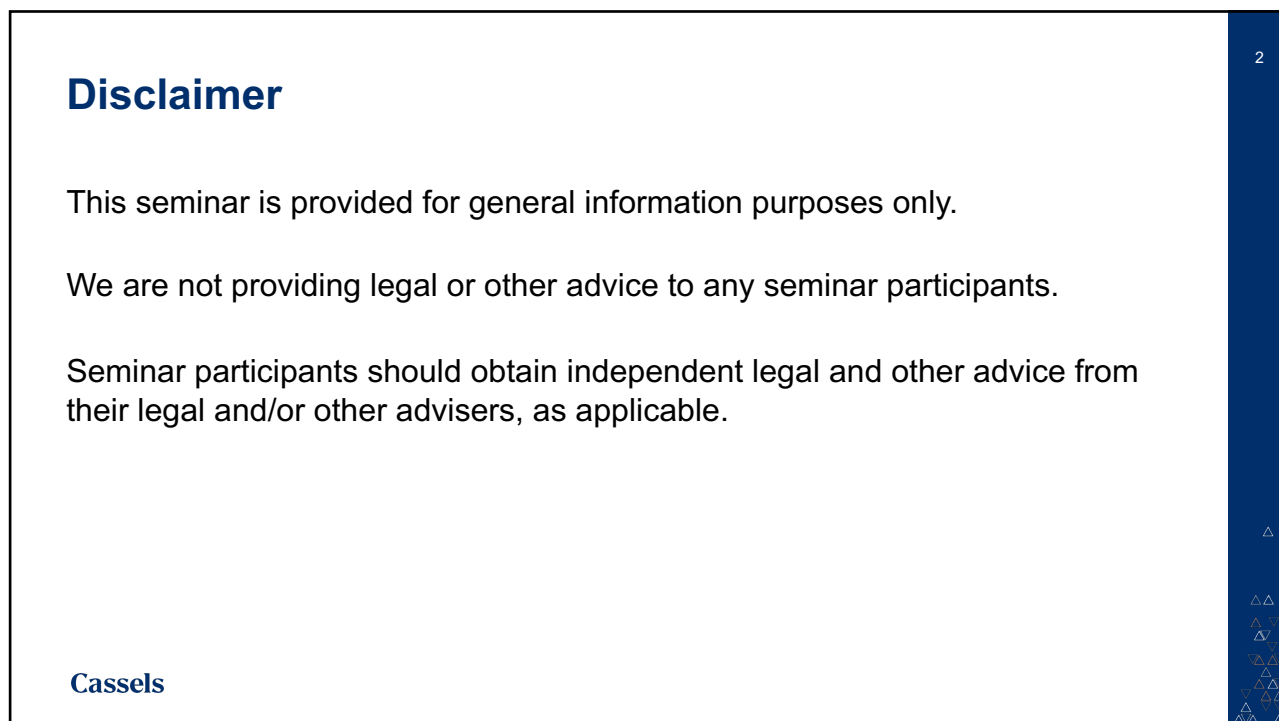 2
Disclaimer
This seminar is provided for general information purposes only.
We are not providing legal or other advice to any seminar participants.
Seminar participants should obtain independent legal and other advice from
their legal and/or other advisers, as applicable.
Cassels